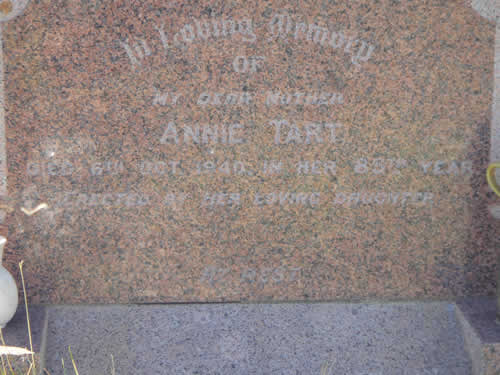 In Loving Memory
OF
MY DEAR MOTHER
ANNIE TART
DIED 6TH OCT. 1940, IN HER 85TH YEAR
ERECTED BY HER LOVING DAUGHTER
AT REST